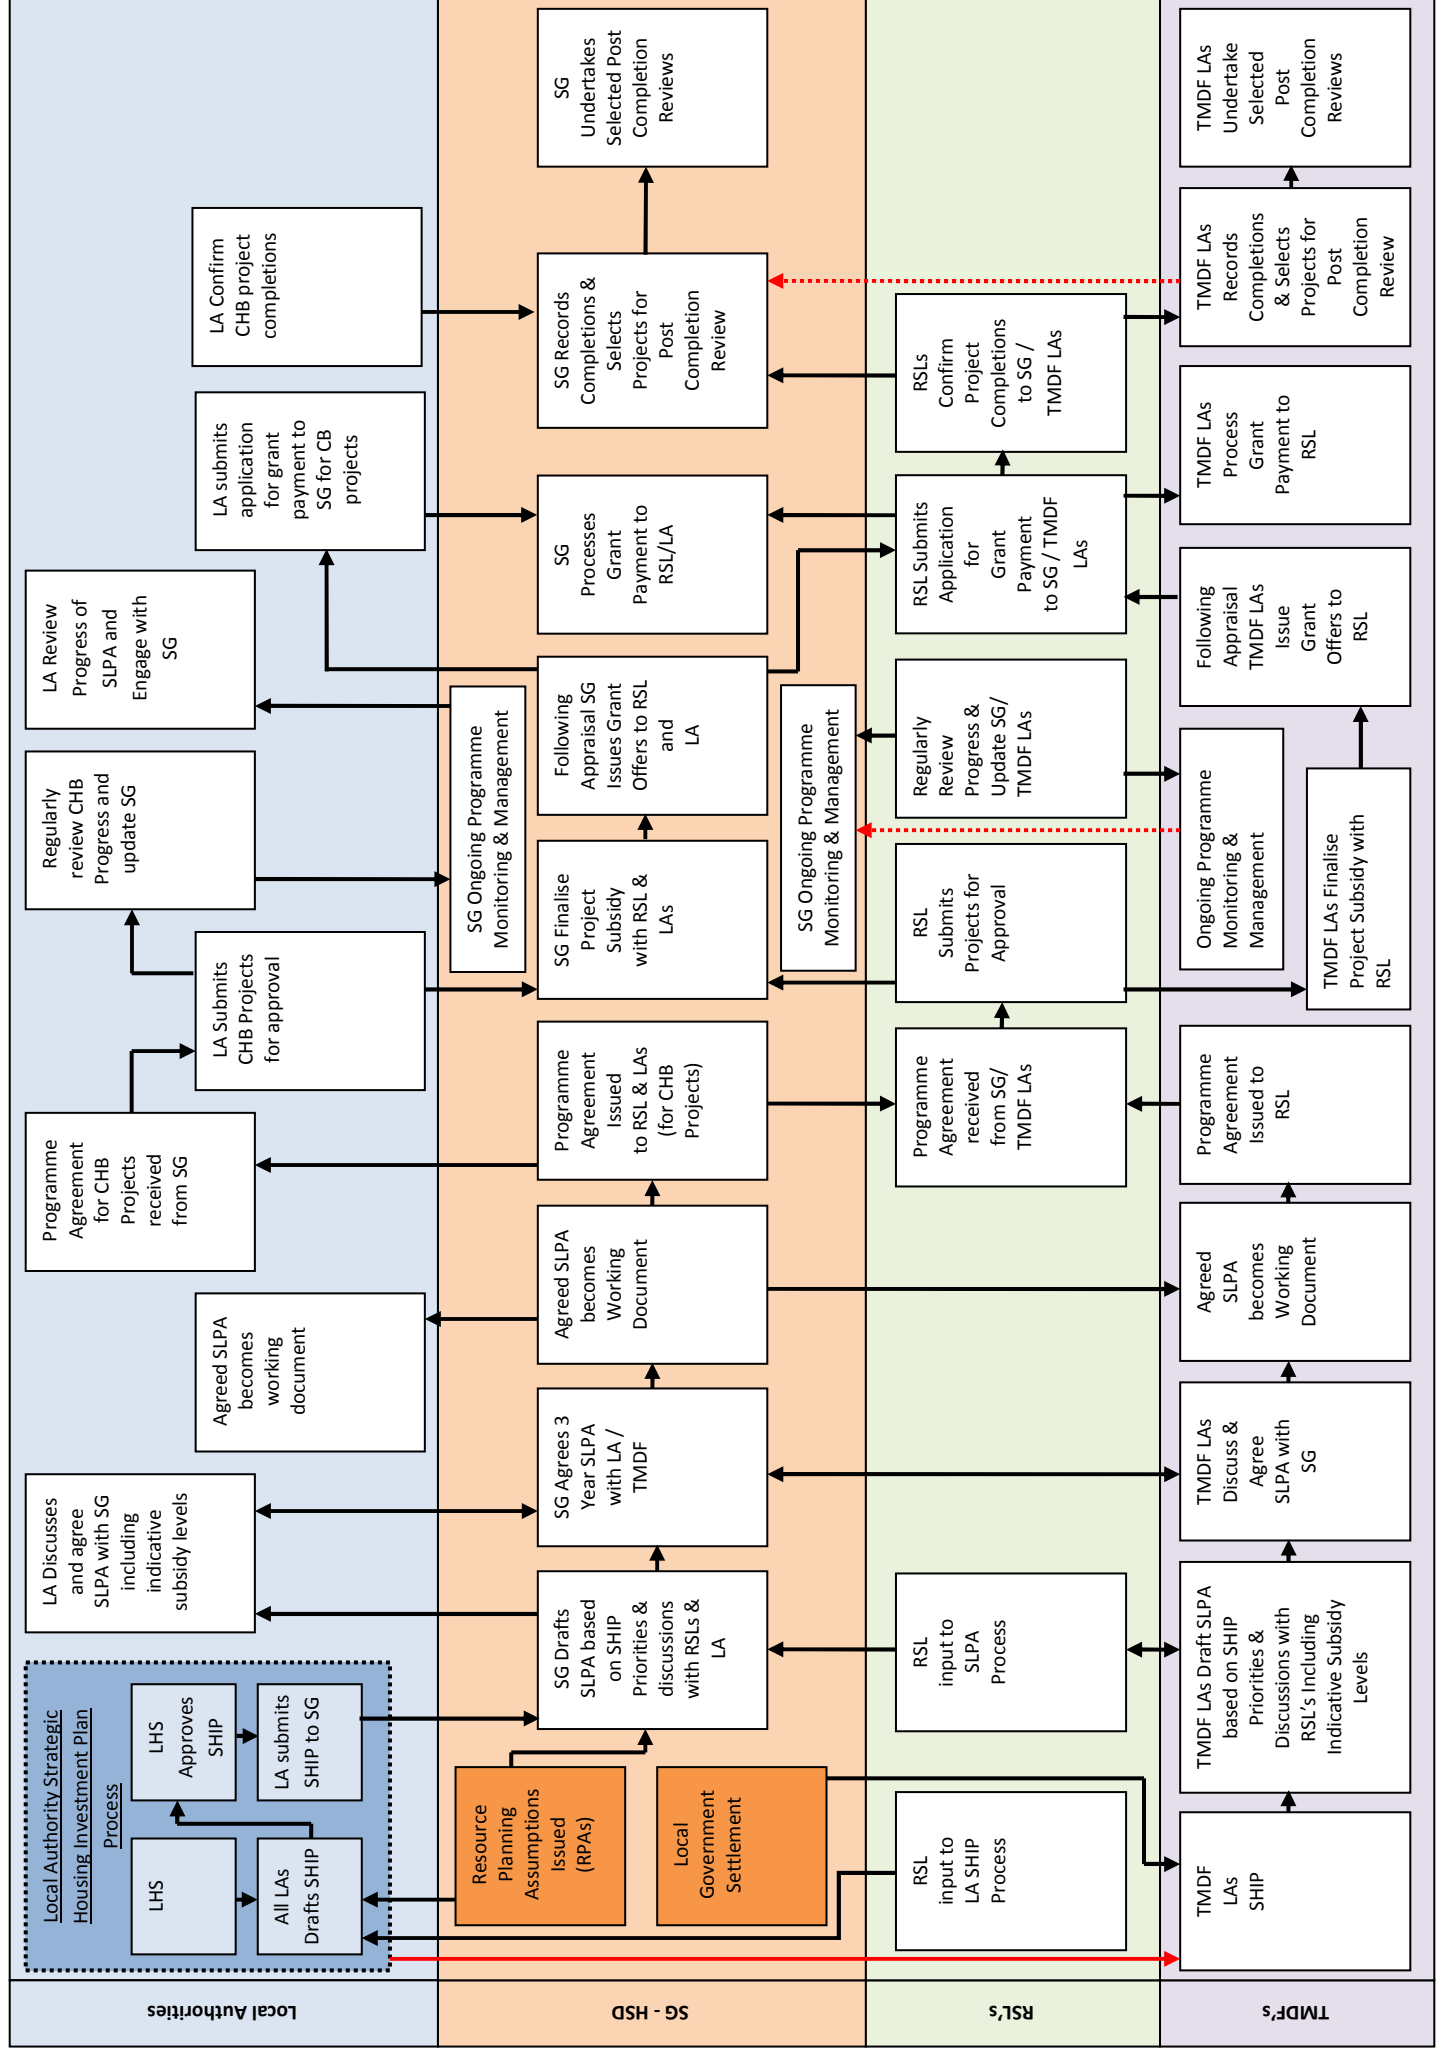 Local Authorities
Local Authority Strategic
Housing Investment Plan
Process
LHS
All LAs
Drafts SHIP
LHS
Approves
SHIP
LA submits
SHIP to SG
LA Discusses
and agree
SLPA with SG
including
indicative
subsidy levels
Agreed SLPA
becomes
working
document
Programme
Agreement
for CHB
Projects
received
from SG
LA Submits
CHB Projects
for approval
Regularly
review CHB
Progress and
update SG
LA Review
Progress of
SLPA and
Engage with
SG
LA submits
application
for grant
payment to
SG for CB
projects
LA Confirm
CHB project
completions
SG - HSD
Resource
Planning
Assumptions
Issued
(RPAs)
Local
Government
Settlement
SG Drafts
SLPA based
on SHIP
Priorities &
discussions
with RSLs &
LA
SG Agrees 3
Year SLPA
with LA /
TMDF
Agreed SLPA
becomes
Working
Document
Programme
Agreement
Issued
to RSL & LAs
(for CHB
Projects)
SG Ongoing Programme
Monitoring & Management
SG Finalise
Project
Subsidy
with RSL &
LAs
SG Ongoing Programme
Monitoring & Management
Following
Appraisal SG
Issues Grant
Offers to RSL
and
LA
SG
Processes
Grant
Payment to
RSL/LA
SG Records
Completions &
Selects
Projects for
Post
Completion
Review
SG
Undertakes
Selected Post
Completion
Reviews
RSL's
RSL
input to
LA SHIP
Process
RSL
input to
SLPA
Process
Programme
Agreement
received
from SG/
TMDF LAs
RSL
Submits
Projects for
Approval
Regularly
Review
Progress &
Update SG/
TMDF LAs
RSL Submits
Application
for
Grant
Payment
to SG / TMDF
LAs
RSLs
Confirm
Project
Completions
to SG /
TMDF LAs
TMDF's
TMDF
LAs
SHIP
TMDF LAs Draft SLPA
based on SHIP
Priorities &
Discussions with
RSL's Including
Indicative Subsidy
Levels
TMDF LAs
Discuss &
Agree
SLPA with
SG
Agreed
SLPA
becomes
Working
Document
Programme
Agreement
Issued to
RSL
Ongoing Programme
Monitoring &
Management
TMDF LAs Finalise
Project Subsidy with
RSL
Following
Appraisal
TMDF LAs
Issue
Grant
Offers to
RSL
TMDF LAs
Process
Grant
Payment to
RSL
TMDF LAs
Records
Completions
& Selects
Projects for
Post
Completion
Review
TMDF LAs
Undertake
Selected
Post
Completion
Reviews